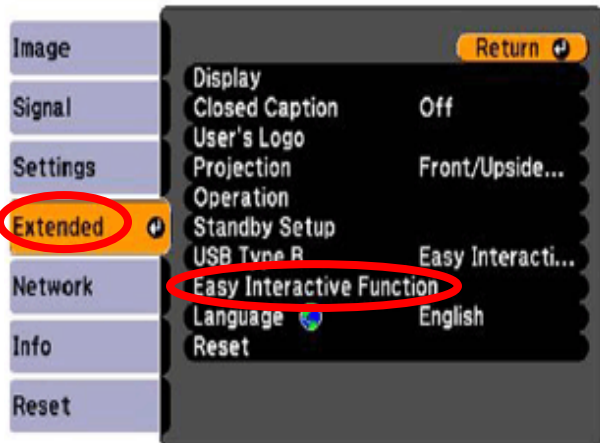 Image
Signal
Settings
Extended
Network
Info
Reset
Return
Display
Closed Caption Off
User's Logo
Projection Front/Upside...
Operation
Standby Setup
USB Type B Easy Interacti...
Easy Interactive Function
Language English
Reset